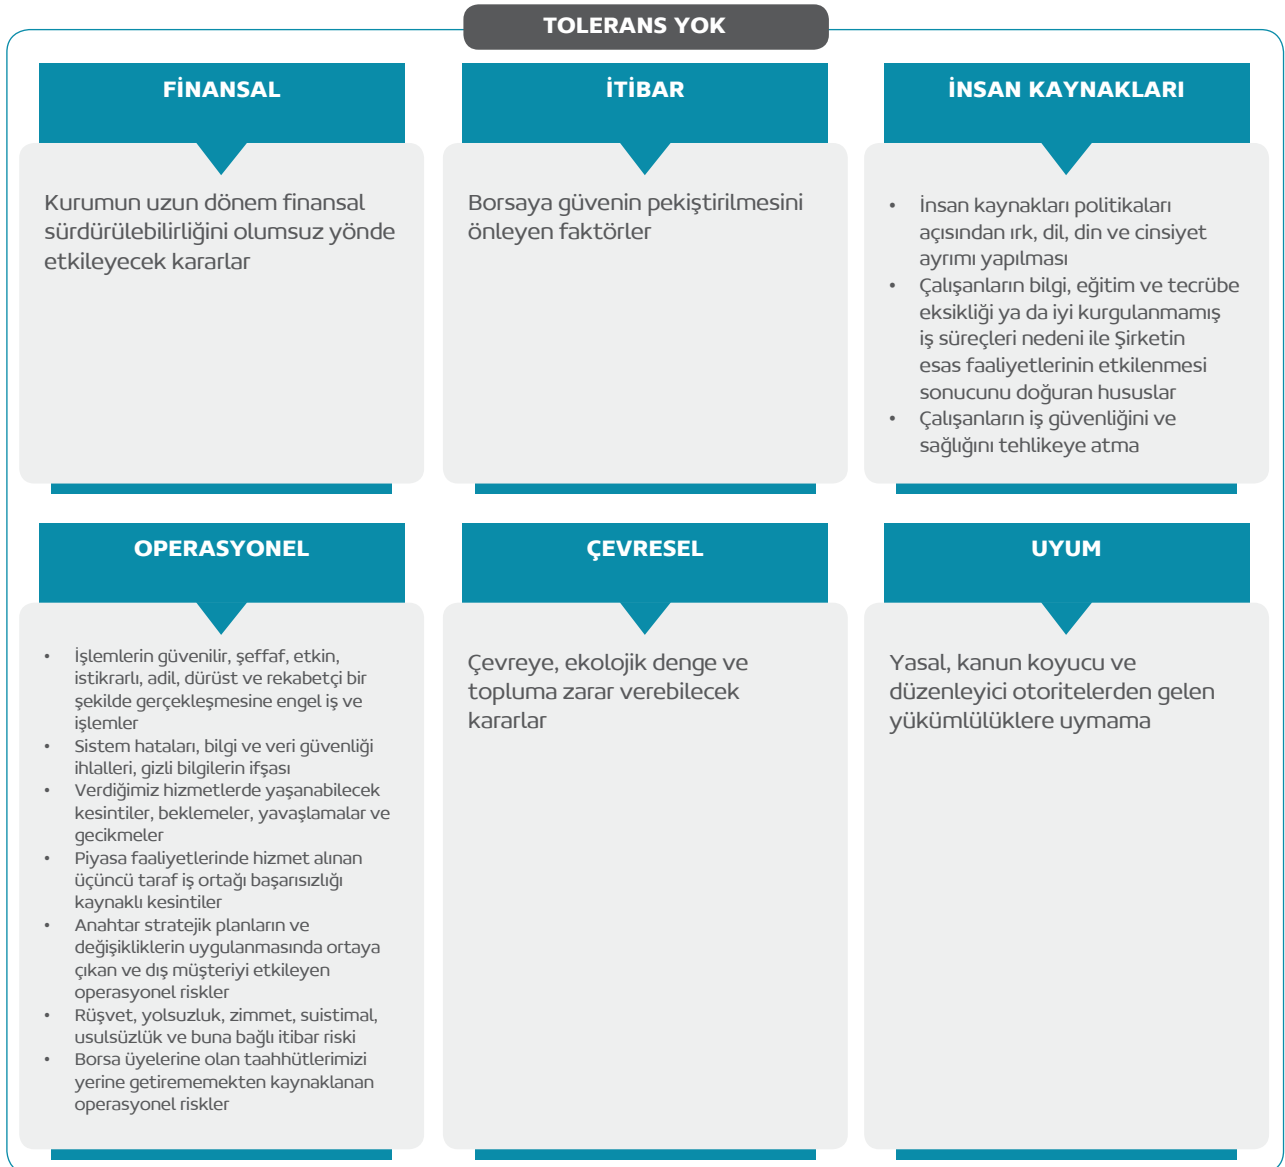 TOLERANS YOK
FİNANSAL
Kurumun uzun dönem finansal
sürdürülebilirliğini olumsuz yönde
etkileyecek kararlar
İTİBAR
Borsaya güvenin pekiştirilmesini
önleyen faktörler
İNSAN KAYNAKLARI
• İnsan kaynakları politikaları
açısından ırk, dil, din ve cinsiyet
ayrımı yapılması
• Çalışanların bilgi, eğitim ve tecrübe
eksikliği ya da iyi kurgulanmamış
iş süreçleri nedeni ile Şirketin
esas faaliyetlerinin etkilenmesi
sonucunu doğuran hususlar
• Çalışanların iş güvenliğini ve
sağlığını tehlikeye atma
OPERASYONEL
• İşlemlerin güvenilir, şeffaf, etkin,
istikrarlı, adil, dürüst ve rekabetçi bir
şekilde gerçekleşmesine engel iş ve
işlemler
• Sistem hataları, bilgi ve veri güvenliği
ihlalleri, gizli bilgilerin ifşası
• Verdiğimiz hizmetlerde yaşanabilecek
kesintiler, beklemeler, yavaşlamalar ve
gecikmeler
• Piyasa faaliyetlerinde hizmet alınan
üçüncü taraf iş ortağı başarısızlığı
kaynaklı kesintiler
• Anahtar stratejik planların ve
değişikliklerin uygulanmasında ortaya
çıkan ve dış müşteriyi etkileyen
operasyonel riskler
• Rüşvet, yolsuzluk, zimmet, suistimal,
usulsüzlük ve buna bağlı itibar riski
• Borsa üyelerine olan taahhütlerimizi
yerine getirememekten kaynaklanan
operasyonel riskler
ÇEVRESEL
Çevreye, ekolojik denge ve
topluma zarar verebilecek
kararlar
UYUM
Yasal, kanun koyucu ve
düzenleyici otoritelerden gelen
yükümlülüklere uymama